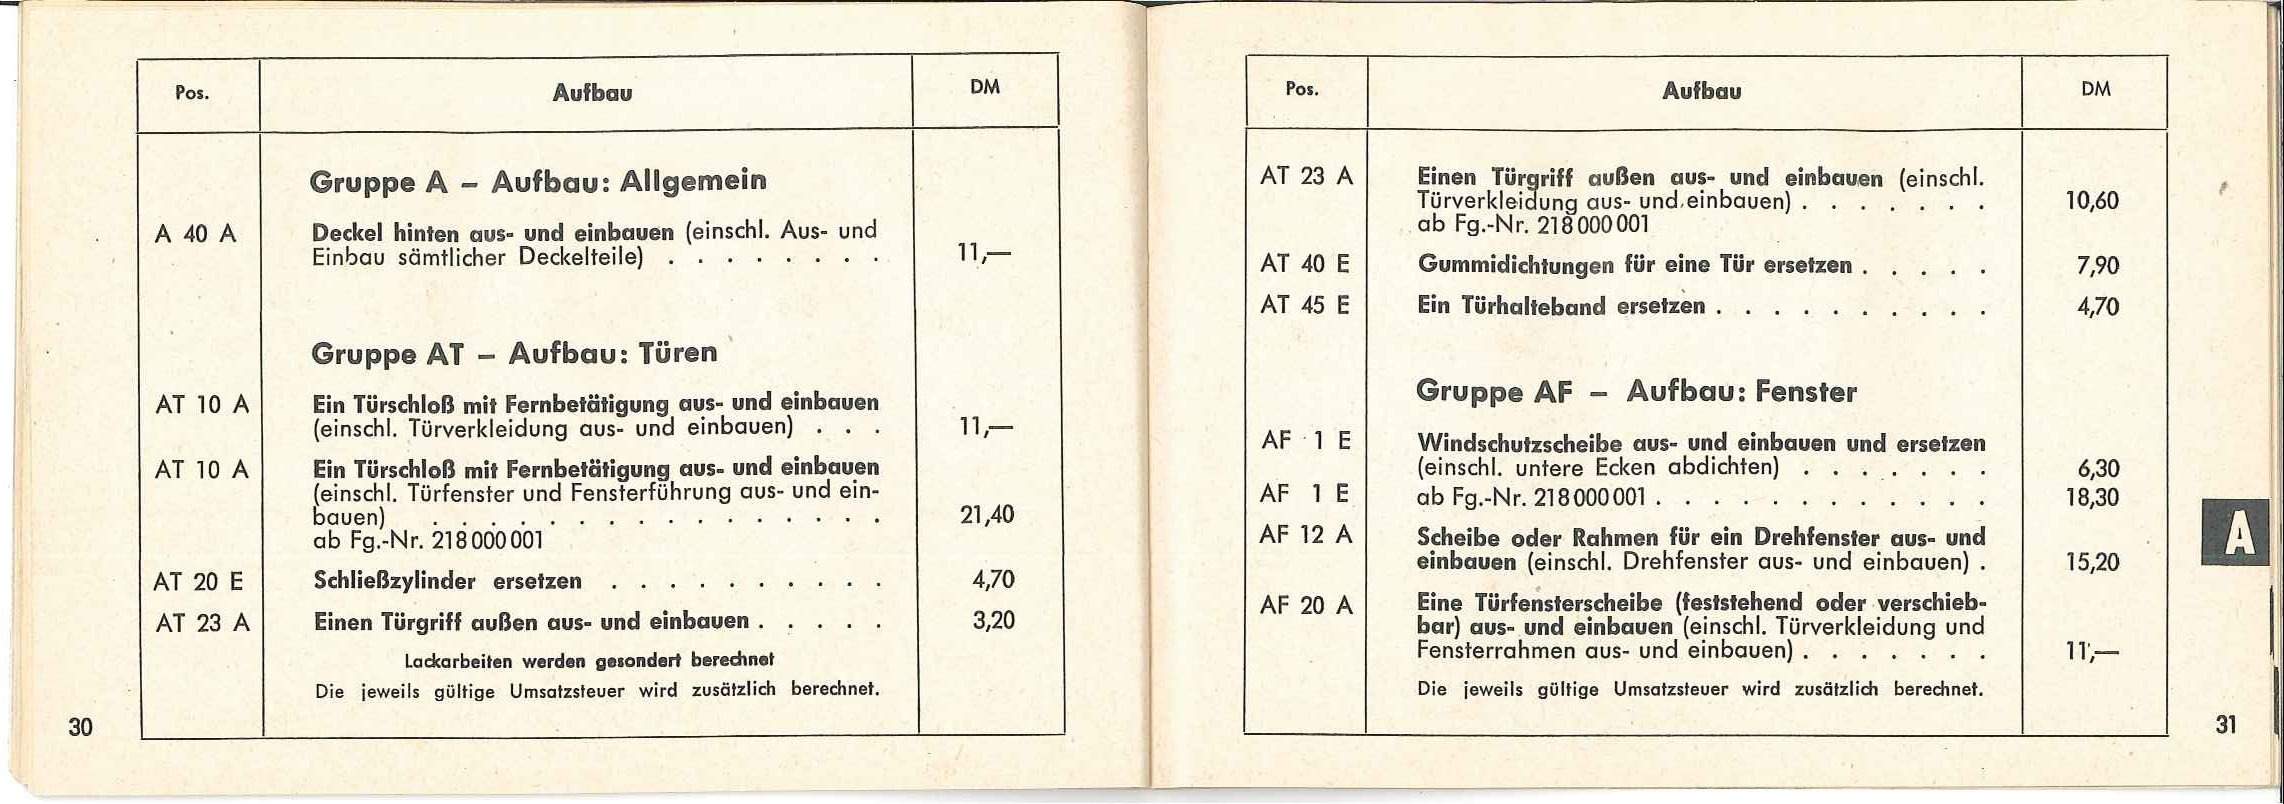 Pos. Aufbau DM
Gruppe A – Aufbau: Allgemein
A 40 A Deckel hinten aus- und einbauen (einschl. Aus- und
Einbau sämtlicher Deckelteile) . . . . . . . . 11,—
Gruppe AT – Aufbau: Türen
AT 10 A Ein Türschloß mit Fernbetätigung aus- und einbauen
(einschl. Türverkleidung aus- und einbauen) . . . 11,—
AT 10 A Ein Türschloß mit Fernbetätigung aus- und einbauen
(einschl. Türfenster und Fensterführung aus- und ein-
bauen) . . . . . . . . . . . . . . . . 21,40
ab Fg.-Nr. 218 000 001
AT 20 E Schließzylinder ersetzen . . . . . . . . . . 4,70
AT 23 A Einen Türgriff außen aus- und einbauen . . . . . 3,20
Lackarbeiten werden gesondert berechnet
Die jeweils gültige Umsatzsteuer wird zusätzlich berechnet.
30
Pos. Aufbau DM
AT 23 A Einen Türgriff außen aus- und einbauen (einschl.
Türverkleidung aus- und einbauen) . . . . . . . 10,60
ab Fg.-Nr. 218 000 001
AT 40 E Gummidichtungen für eine Tür ersetzen . . . . . 7,90
AT 45 E Ein Türhalteband ersetzen . . . . . . . . . . 4,70
Gruppe AF – Aufbau: Fenster
AF 1 E Windschutzscheibe aus- und einbauen und ersetzen
(einschl. untere Ecken abdichten) . . . . . . . 6,30
AF 1 E ab Fg.-Nr. 218 000 001 . . . . . . . . . . . . 18,30
AF 12 A Scheibe oder Rahmen für ein Drehfenster aus- und
einbauen (einschl. Drehfenster aus- und einbauen) . 15,20
AF 20 A Eine Türfensterscheibe (feststehend oder verschieb-
bar) aus- und einbauen (einschl. Türverkleidung und
Fensterrahmen aus- und einbauen) . . . . . . . 11,—
Die jeweils gültige Umsatzsteuer wird zusätzlich berechnet.
A
31